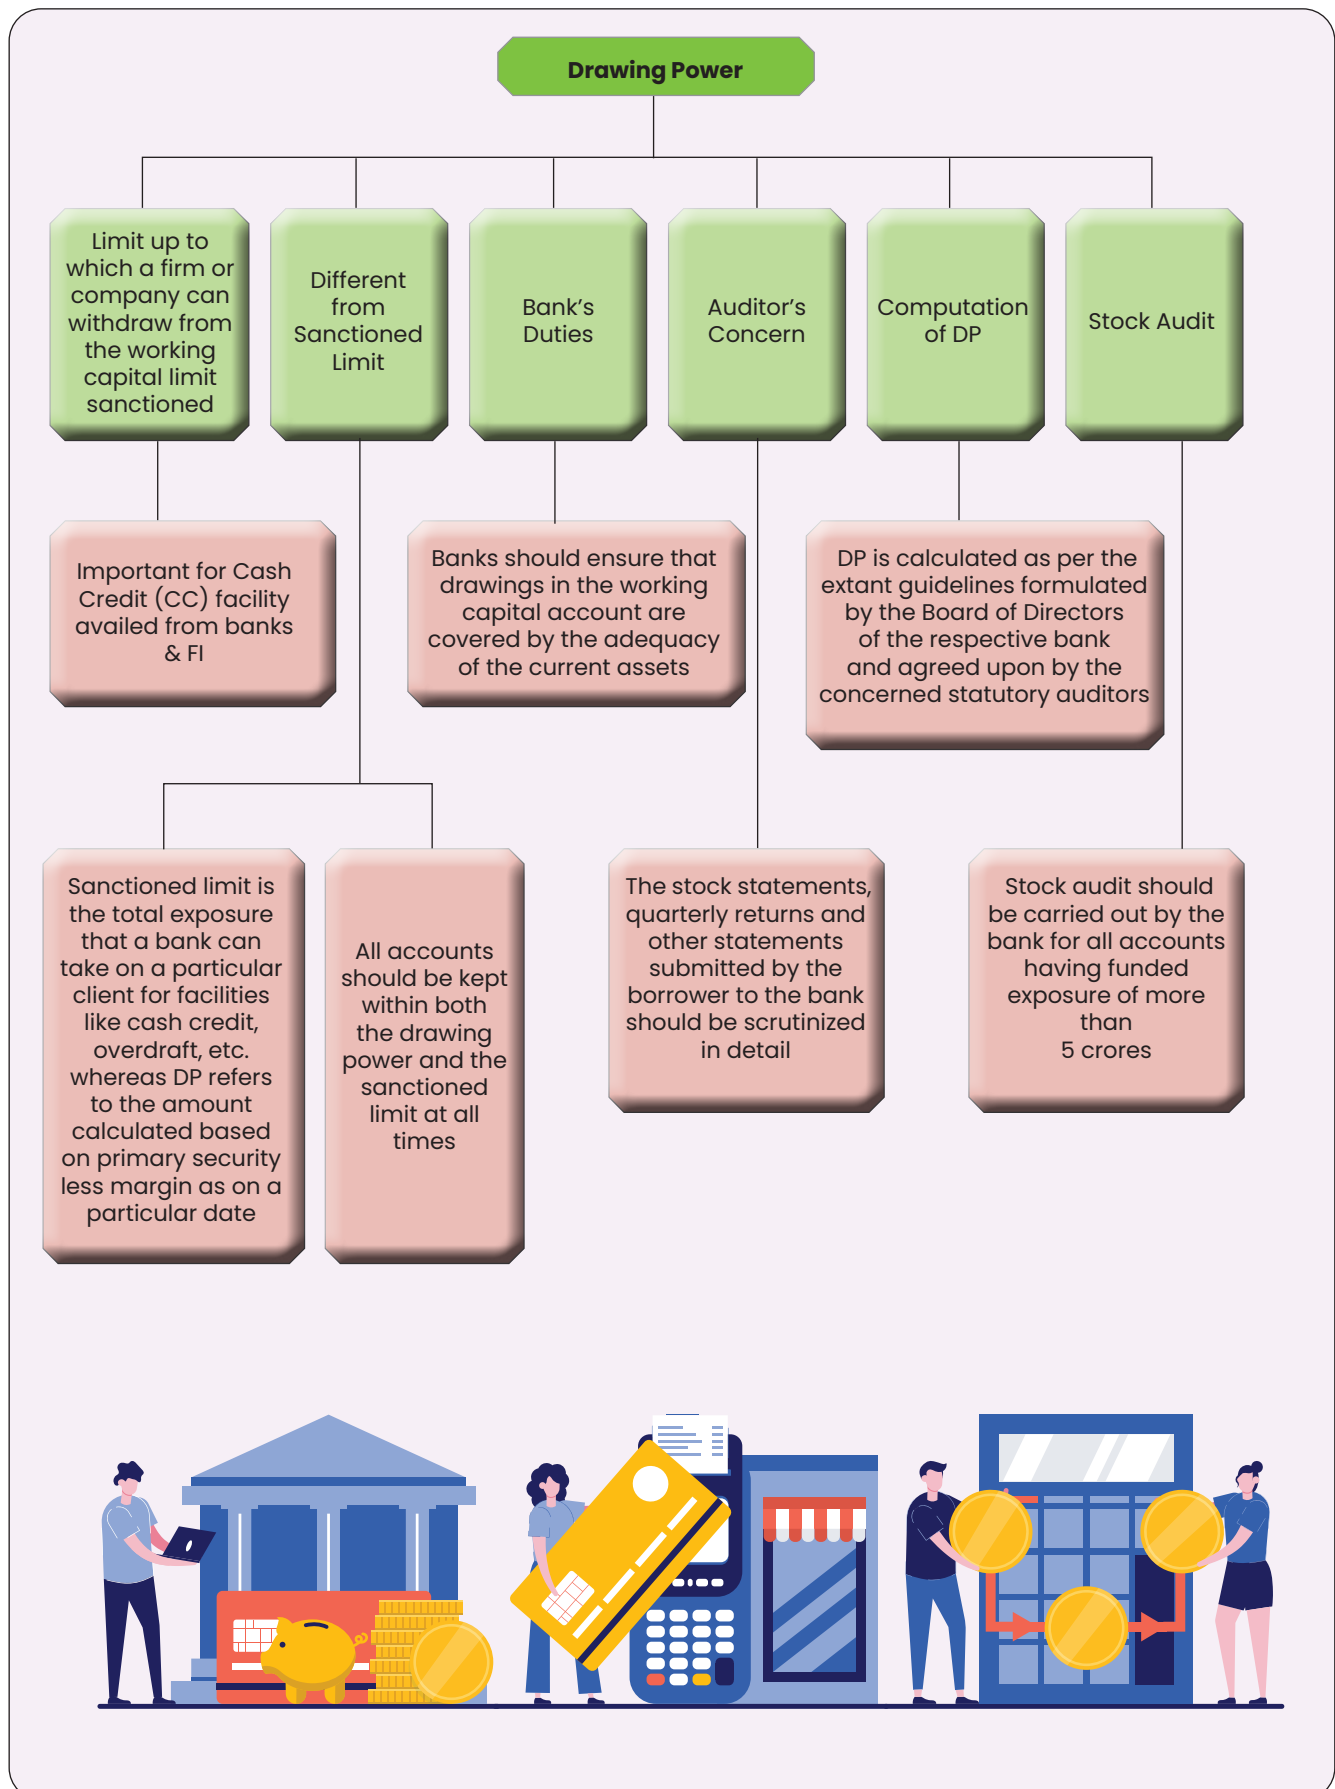 Drawing Power
Limit up to
which a firm or
company can
withdraw from
the working
capital limit
sanctioned
Different
from
Sanctioned
Limit
Bank’s
Duties
Auditor’s
Concern
Computation
of DP
Stock Audit
Important for Cash
Credit (CC) facility
availed from banks
& FI
Banks should ensure that
drawings in the working
capital account are
covered by the adequacy
of the current assets
DP is calculated as per the
extant guidelines formulated
by the Board of Directors
of the respective bank
and agreed upon by the
concerned statutory auditors
Sanctioned limit is
the total exposure
that a bank can
take on a particular
client for facilities
like cash credit,
overdraft, etc.
whereas DP refers
to the amount
calculated based
on primary security
less margin as on a
particular date
All accounts
should be kept
within both
the drawing
power and the
sanctioned
limit at all
times
The stock statements,
quarterly returns and
other statements
submitted by the
borrower to the bank
should be scrutinized
in detail
Stock audit should
be carried out by the
bank for all accounts
having funded
exposure of more
than
5 crores